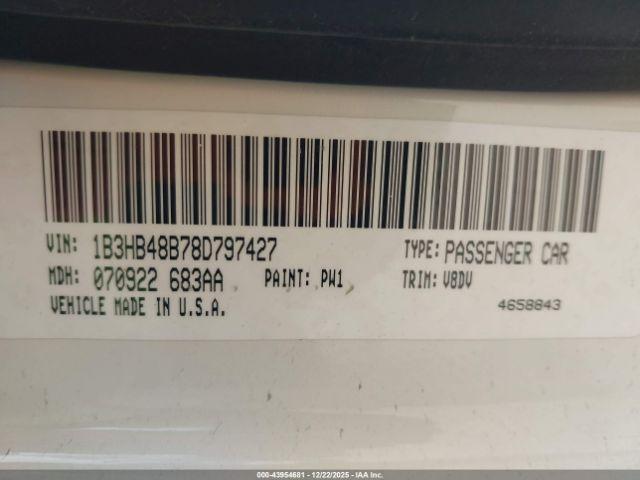 VIN: 1B3HB48B78D797427 TYPE: PASSENGER CAR
MDH: 070922 683AA PAINT: PW1 TRIM: V8DV
VEHICLE MADE IN U.S.A. 4658843
00-43954681 - 12/22/2025 - IAA Inc.